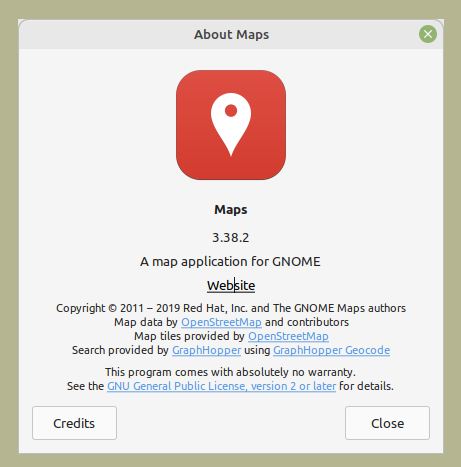 About Maps
Maps
3.38.2
A map application for GNOME
Website
Copyright © 2011 – 2019 Red Hat, Inc. and The GNOME Maps authors
Map data by OpenStreetMap and contributors
Map tiles provided by OpenStreetMap
Search provided by GraphHopper using GraphHopper Geocode
This program comes with absolutely no warranty.
See the GNU General Public License, version 2 or later for details.
Credits
Close